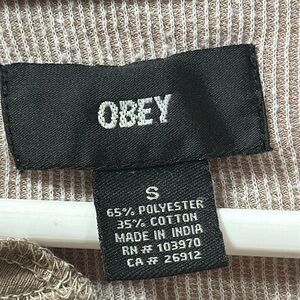 OBEY
S
65% POLYESTER
35% COTTON
MADE IN INDIA
RN# 103970
CA# 26912